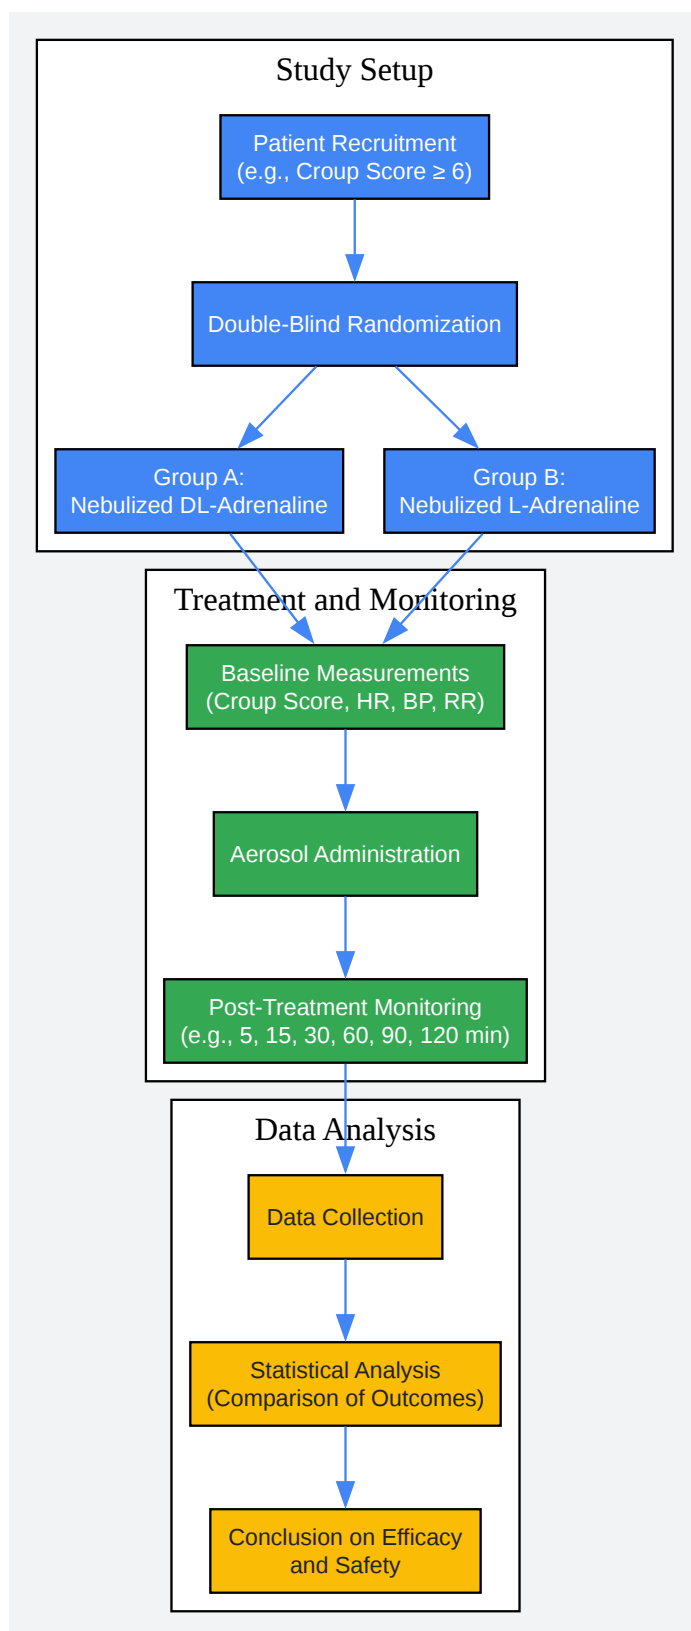 Study Setup
Patient Recruitment
(e.g., Croup Score ≥ 6)
Double-Blind Randomization
Group A:
Nebulized DL-Adrenaline
Group B:
Nebulized L-Adrenaline
Treatment and Monitoring
Baseline Measurements
(Croup Score, HR, BP, RR)
Aerosol Administration
Post-Treatment Monitoring
(e.g., 5, 15, 30, 60, 90, 120 min)
Data Analysis
Data Collection
Statistical Analysis
(Comparison of Outcomes)
Conclusion on Efficacy
and Safety